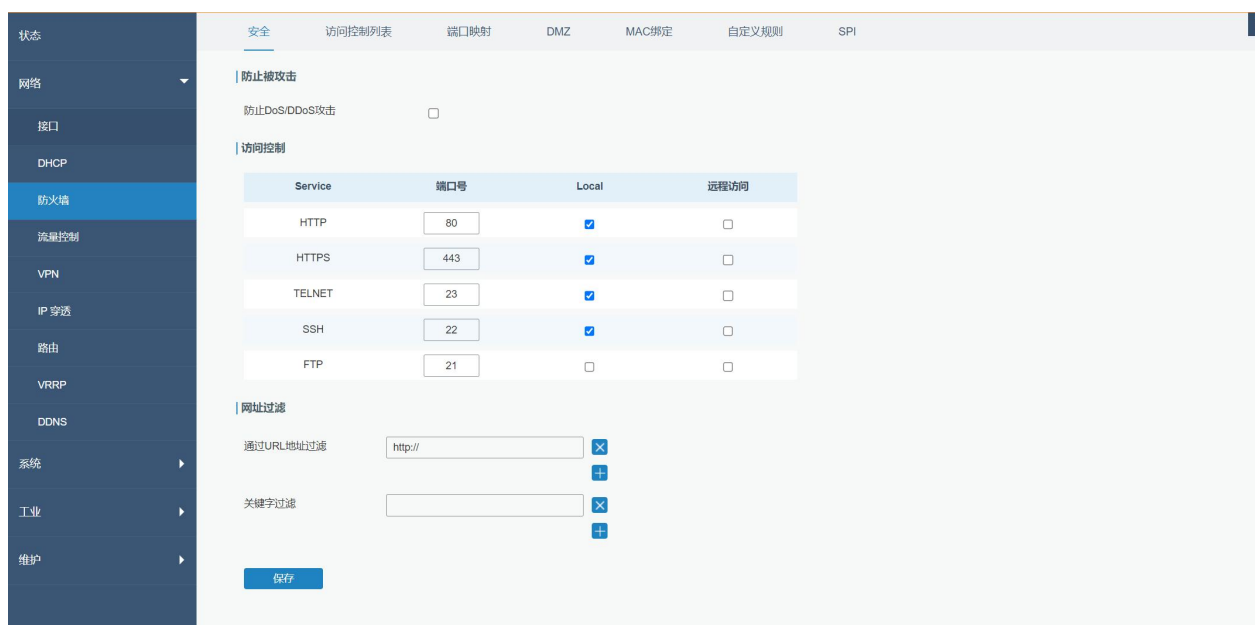 状态
网络
接口
DHCP
防火墙
流量控制
VPN
IP 穿透
路由
VRRP
DDNS
系统
工业
维护
安全 访问控制列表 端口映射 DMZ MAC绑定 自定义规则 SPI
防止被攻击
防止DoS/DDoS攻击
访问控制
Service 端口号 Local 远程访问
HTTP 80
HTTPS 443
TELNET 23
SSH 22
FTP 21
网址过滤
通过URL地址过滤 http://
关键字过滤
保存